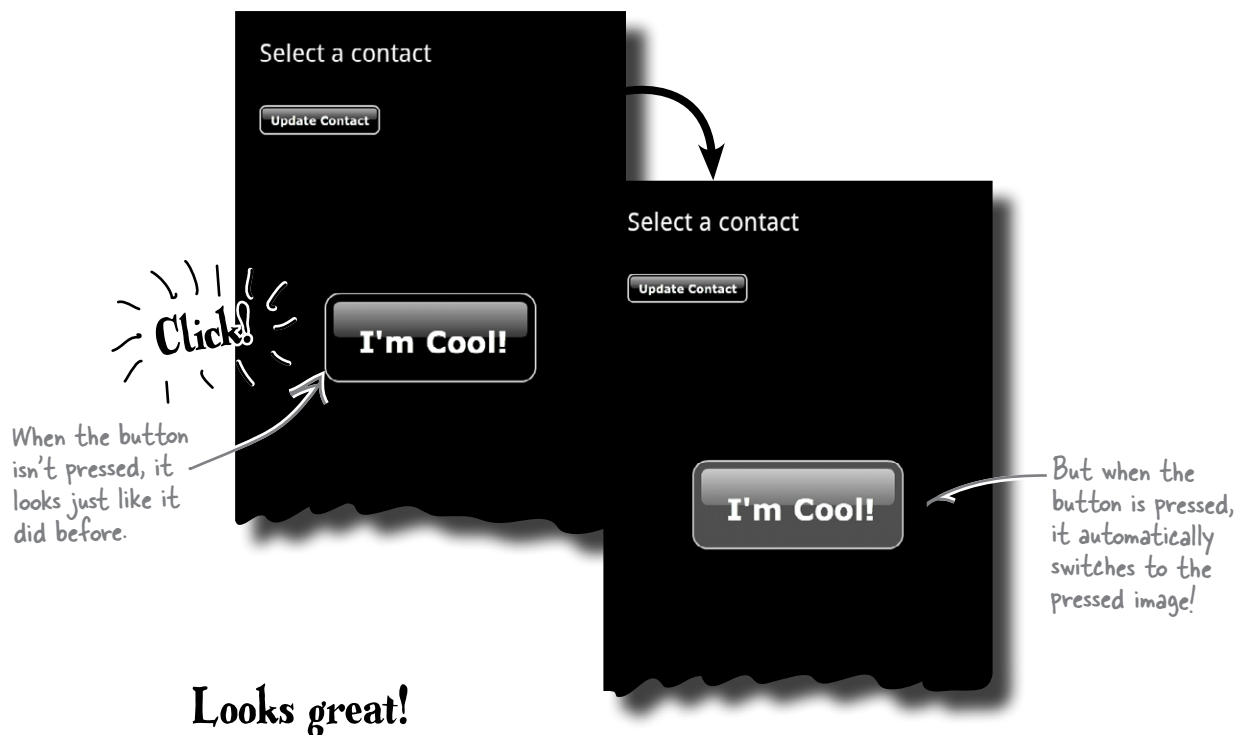 Select a contact
Update Contact
Click!
I'm Cool!
When the button
isn't pressed, it
looks just like it
did before.
Select a contact
Update Contact
I'm Cool!
But when the
button is pressed,
it automatically
switches to the
pressed image!
Looks great!